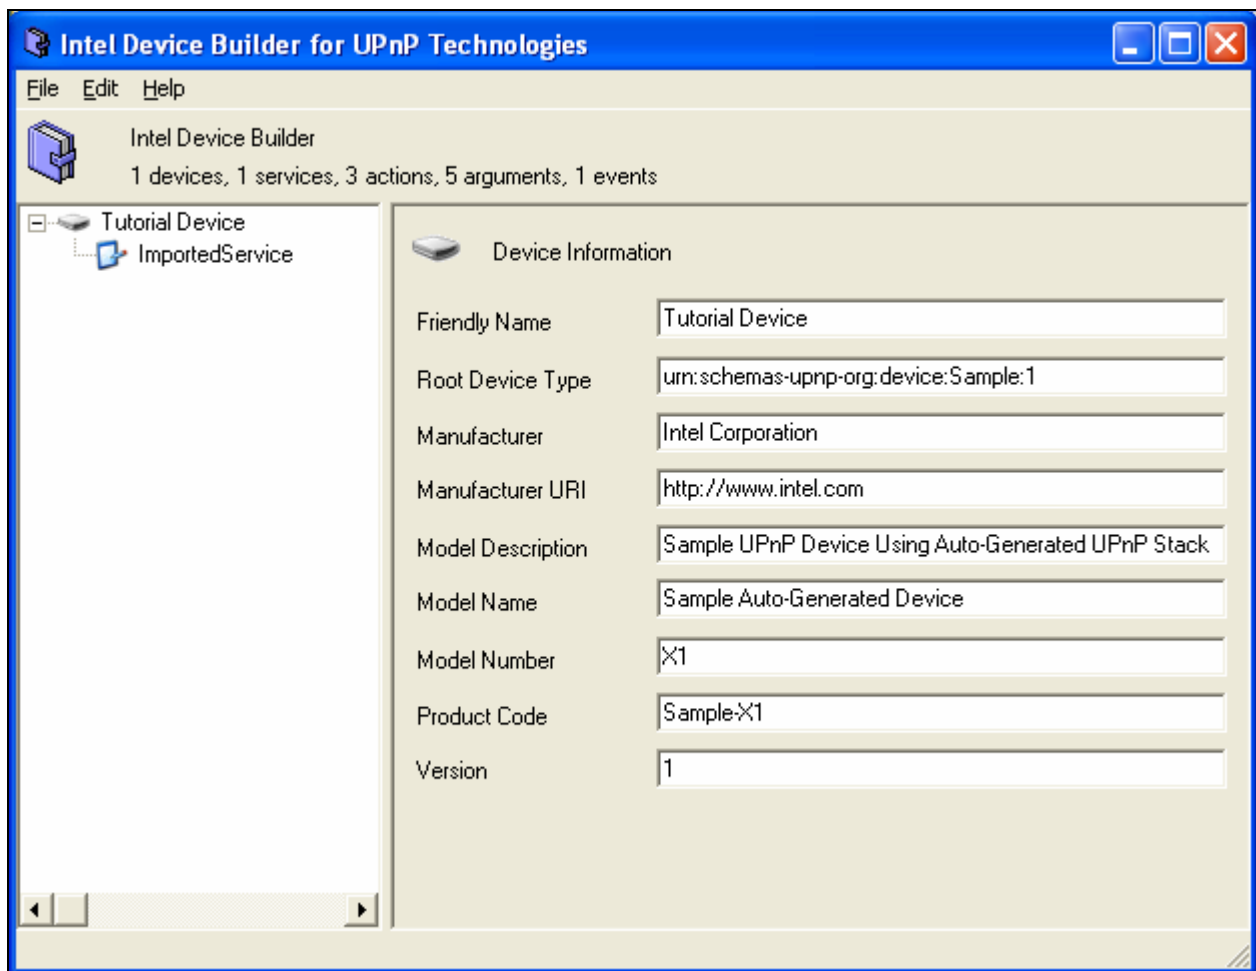 Intel Device Builder for UPnP Technologies
File Edit Help
Intel Device Builder
1 devices, 1 services, 3 actions, 5 arguments, 1 events
Tutorial Device
ImportedService
Device Information
Friendly Name Tutorial Device
Root Device Type urn:schemas-upnp-org:device:Sample:1
Manufacturer Intel Corporation
Manufacturer URI http://www.intel.com
Model Description Sample UPnP Device Using Auto-Generated UPnP Stack
Model Name Sample Auto-Generated Device
Model Number X1
Product Code Sample-X1
Version 1